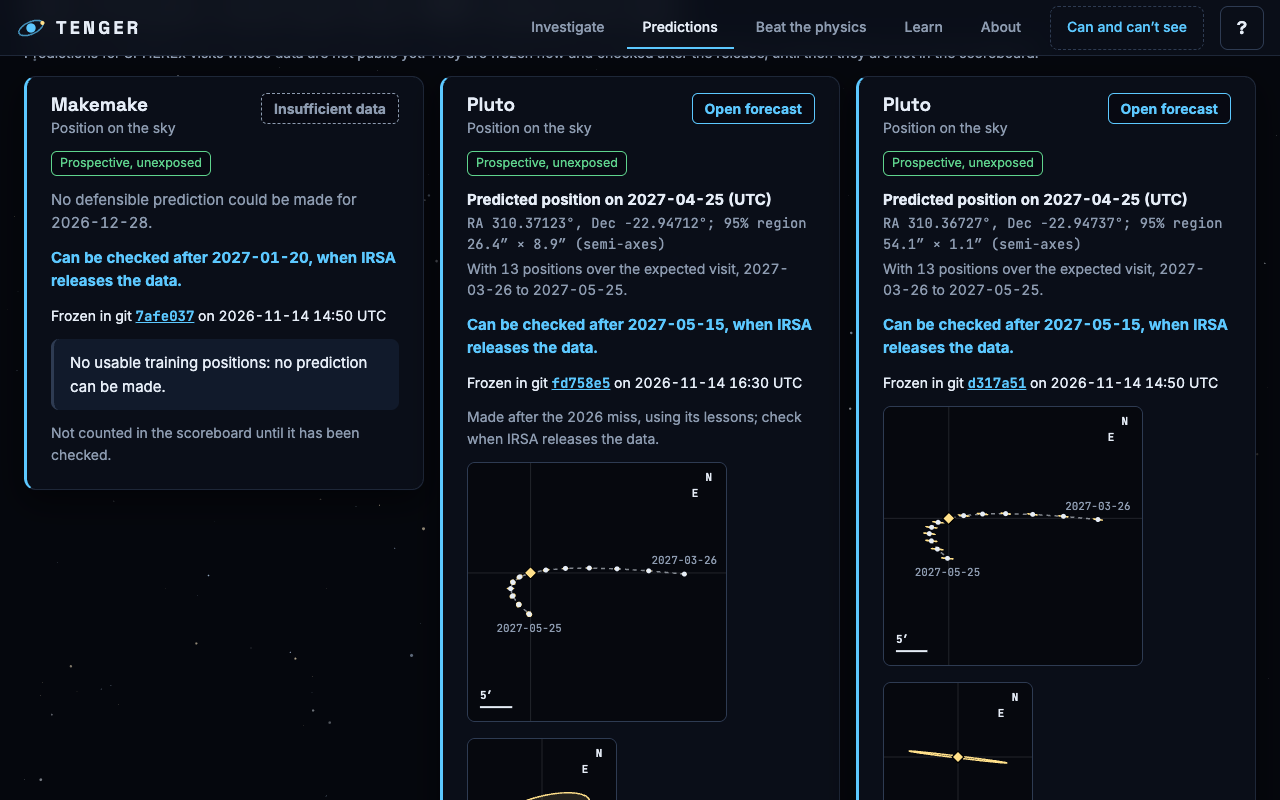 TENGER
Investigate
Predictions
Beat the physics
Learn
About
Can and can't see
?
Makemake
Insufficient data
Position on the sky
Prospective, unexposed
No defensible prediction could be made for
2026-12-28.
Can be checked after 2027-01-20, when IRSA
releases the data.
Frozen in git 7afe037 on 2026-11-14 14:50 UTC
No usable training positions: no prediction
can be made.
Not counted in the scoreboard until it has been
checked.
Pluto
Open forecast
Position on the sky
Prospective, unexposed
Predicted position on 2027-04-25 (UTC)
RA 310.37123°, Dec -22.94712°; 95% region
26.4″ × 8.9″ (semi-axes)
With 13 positions over the expected visit, 2027-
03-26 to 2027-05-25.
Can be checked after 2027-05-15, when IRSA
releases the data.
Frozen in git fd758e5 on 2026-11-14 16:30 UTC
Made after the 2026 miss, using its lessons; check
when IRSA releases the data.
N
E
2027-03-26
2027-05-25
5′
N
E
Pluto
Open forecast
Position on the sky
Prospective, unexposed
Predicted position on 2027-04-25 (UTC)
RA 310.36727°, Dec -22.94737°; 95% region
54.1″ × 1.1″ (semi-axes)
With 13 positions over the expected visit, 2027-
03-26 to 2027-05-25.
Can be checked after 2027-05-15, when IRSA
releases the data.
Frozen in git d317a51 on 2026-11-14 14:50 UTC
N
E
2027-03-26
2027-05-25
5′
N
E